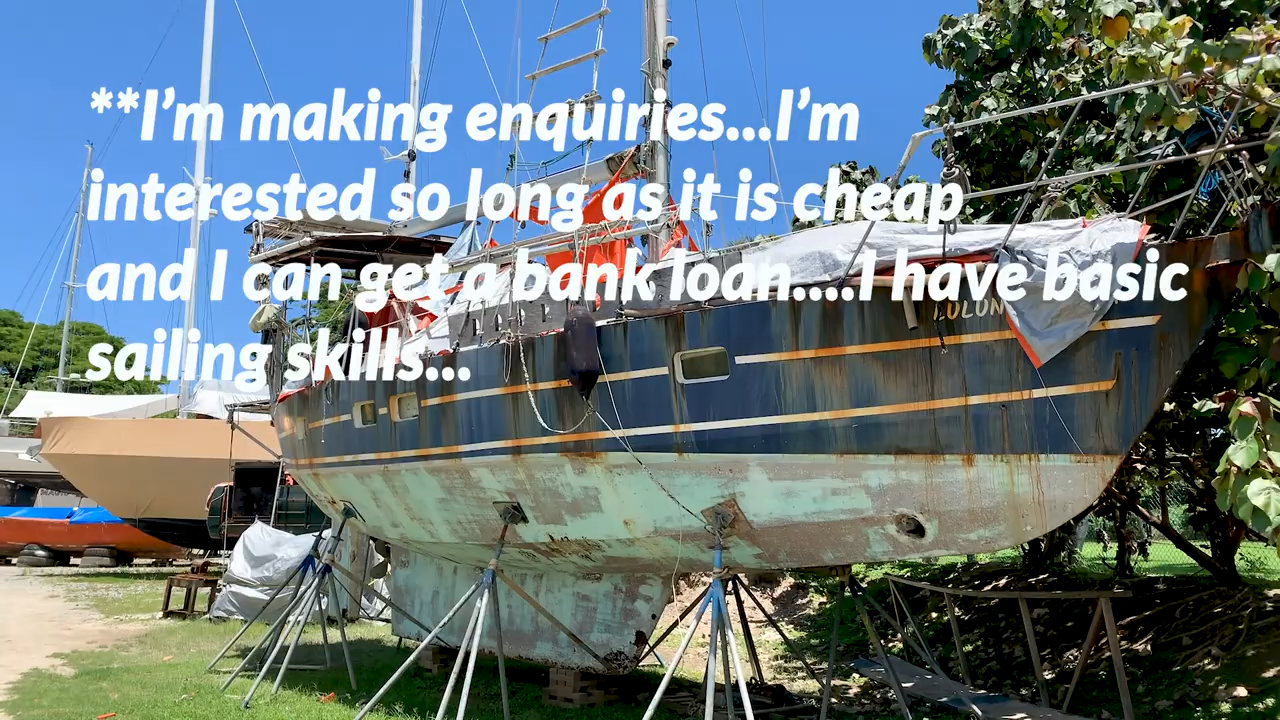 **I'm making enquiries...I'm
interested so long as it is cheap
and I can get a bank loan....I have basic
sailing skills...